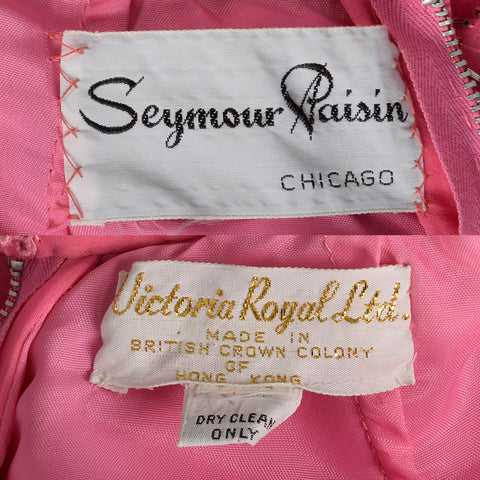 Seymour Paisin
CHICAGO
Victoria Royal Ltd.
MADE IN
BRITISH CROWN COLONY
OF
HONG KONG
DRY CLEAN
ONLY